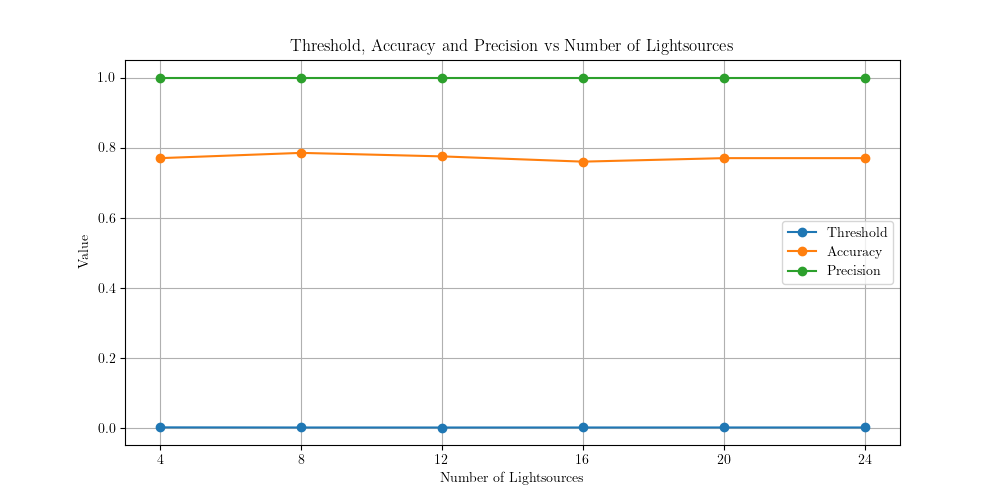 Threshold, Accuracy and Precision vs Number of Lightsources
1.0
0.8
0.6
0.4
0.2
0.0
Value
Threshold
Accuracy
Precision
4 8 12 16 20 24
Number of Lightsources